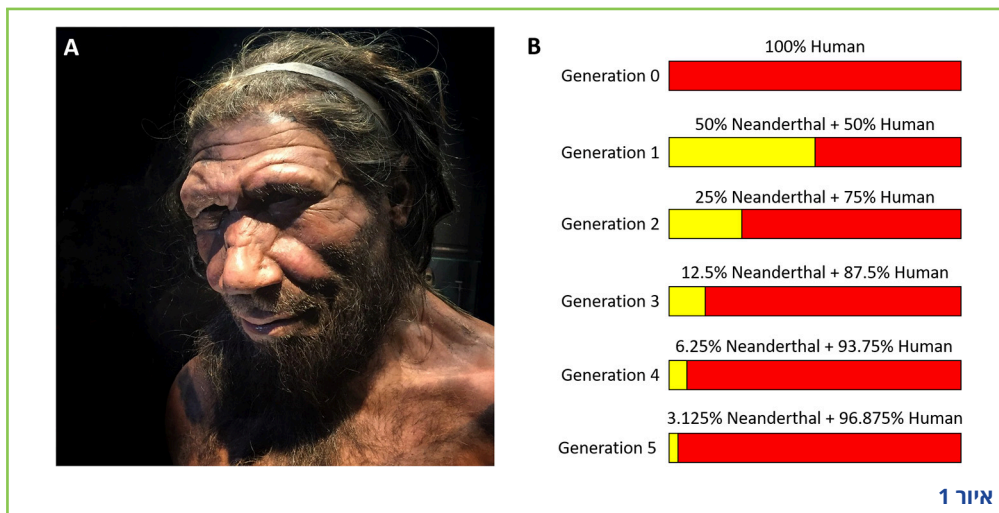 A
B
100% Human
Generation 0
50% Neanderthal + 50% Human
Generation 1
25% Neanderthal + 75% Human
Generation 2
12.5% Neanderthal + 87.5% Human
Generation 3
6.25% Neanderthal + 93.75% Human
Generation 4
3.125% Neanderthal + 96.875% Human
Generation 5
איור 1